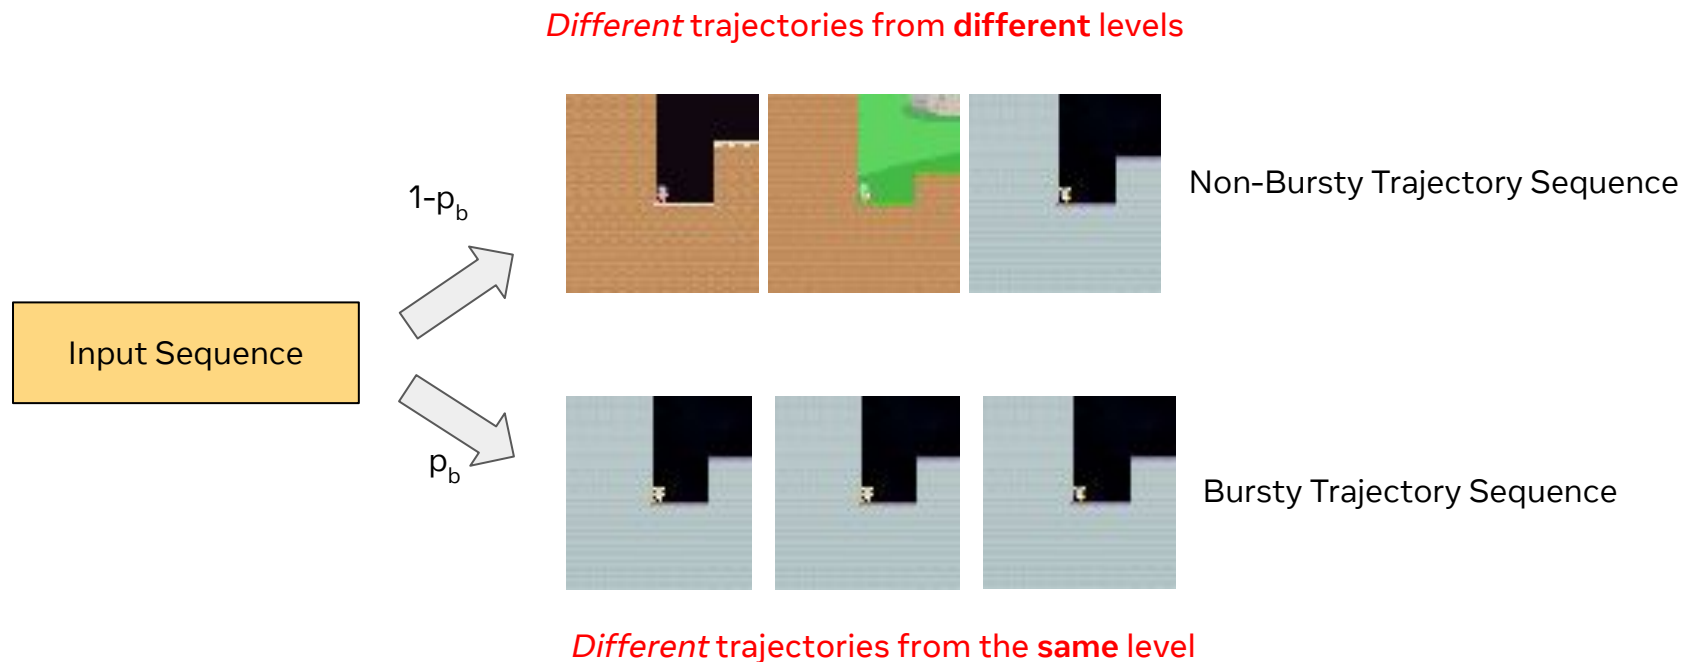 Different trajectories from different levels
1-pb
Non-Bursty Trajectory Sequence
Input Sequence
pb
Bursty Trajectory Sequence
Different trajectories from the same level